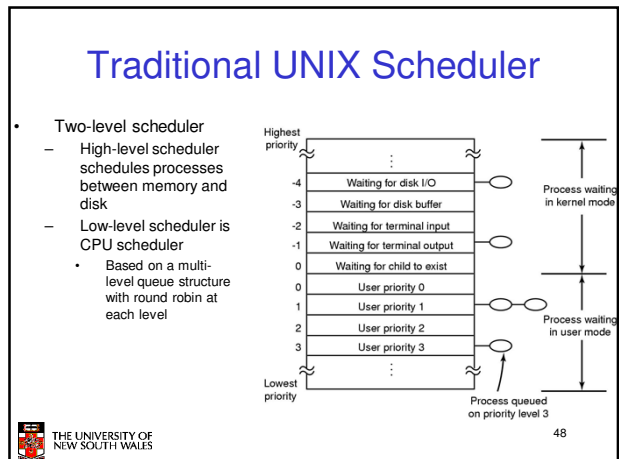 Traditional UNIX Scheduler
• Two-level scheduler
– High-level scheduler
schedules processes
between memory and
disk
– Low-level scheduler is
CPU scheduler
• Based on a multi-
level queue structure
with round robin at
each level
Highest
priority
-4 Waiting for disk I/O
-3 Waiting for disk buffer
-2 Waiting for terminal input
-1 Waiting for terminal output
0 Waiting for child to exist
0 User priority 0
1 User priority 1
2 User priority 2
3 User priority 3
Lowest
priority
Process waiting
in kernel mode
Process waiting
in user mode
Process queued
on priority level 3
THE UNIVERSITY OF
NEW SOUTH WALES
48